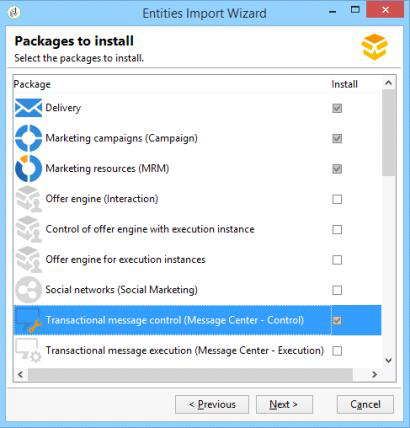 Entities Import Wizard
Packages to install
Select the packages to install.
Package Install
Delivery
Marketing campaigns (Campaign)
Marketing resources (MRM)
Offer engine (Interaction)
Control of offer engine with execution instance
Offer engine for execution instances
Social networks (Social Marketing)
Transactional message control (Message Center - Control)
Transactional message execution (Message Center - Execution)
< Previous Next > Cancel